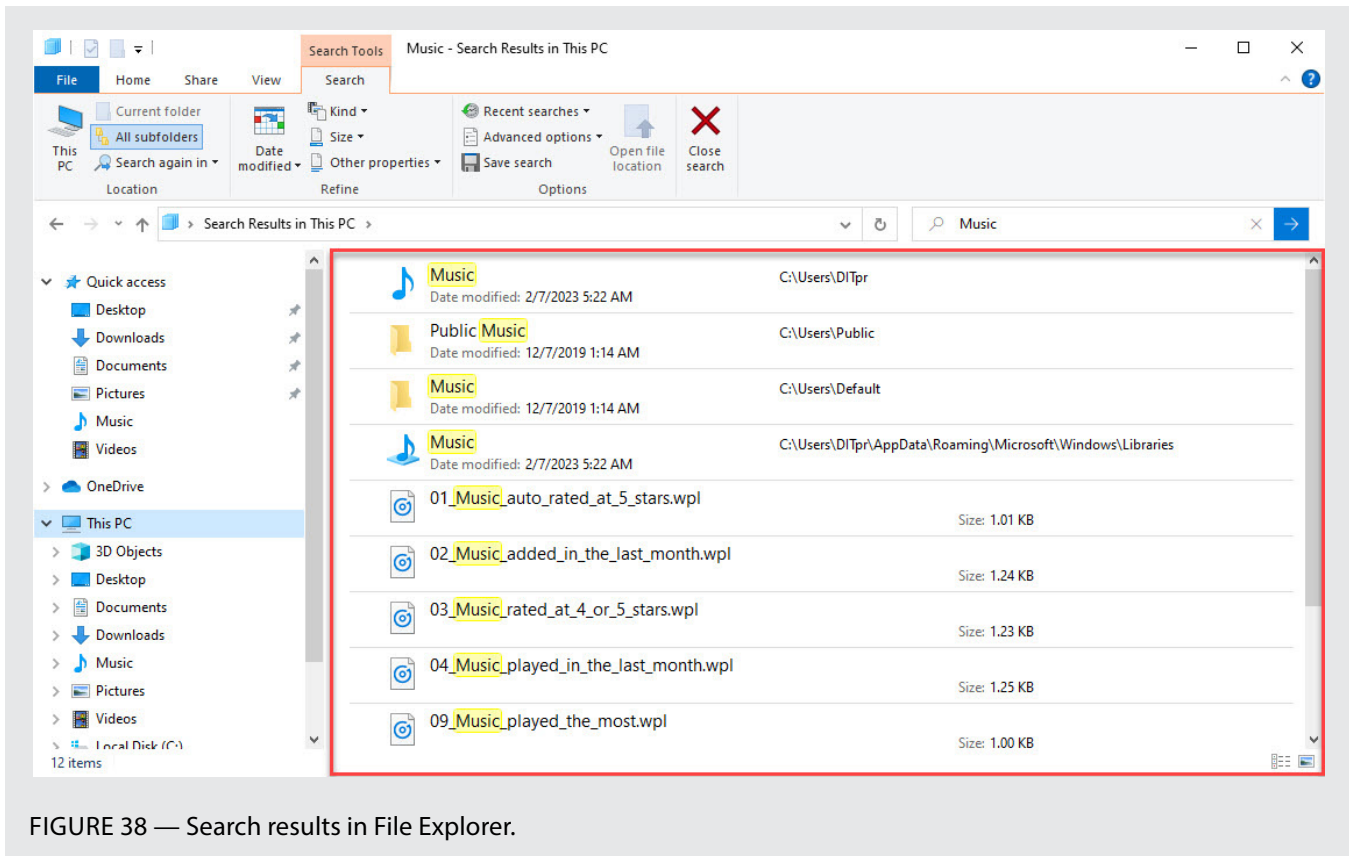 Search Tools
Music - Search Results in This PC
File
Home
Share
View
Search
This PC
Current folder
All subfolders
Search again in
Location
Date modified
Kind
Size
Other properties
Refine
Recent searches
Advanced options
Save search
Open file location
Options
Close search
Search Results in This PC
Music
Quick access
Desktop
Downloads
Documents
Pictures
Music
Videos
OneDrive
This PC
3D Objects
Desktop
Documents
Downloads
Music
Pictures
Videos
Local Disk (C:)
12 items
Music C:\Users\DITpr
Date modified: 2/7/2023 5:22 AM
Public Music C:\Users\Public
Date modified: 12/7/2019 1:14 AM
Music C:\Users\Default
Date modified: 12/7/2019 1:14 AM
Music C:\Users\DITpr\AppData\Roaming\Microsoft\Windows\Libraries
Date modified: 2/7/2023 5:22 AM
01_Music_auto_rated_at_5_stars.wpl
Size: 1.01 KB
02_Music_added_in_the_last_month.wpl
Size: 1.24 KB
03_Music_rated_at_4_or_5_stars.wpl
Size: 1.23 KB
04_Music_played_in_the_last_month.wpl
Size: 1.25 KB
09_Music_played_the_most.wpl
Size: 1.00 KB
FIGURE 38 — Search results in File Explorer.